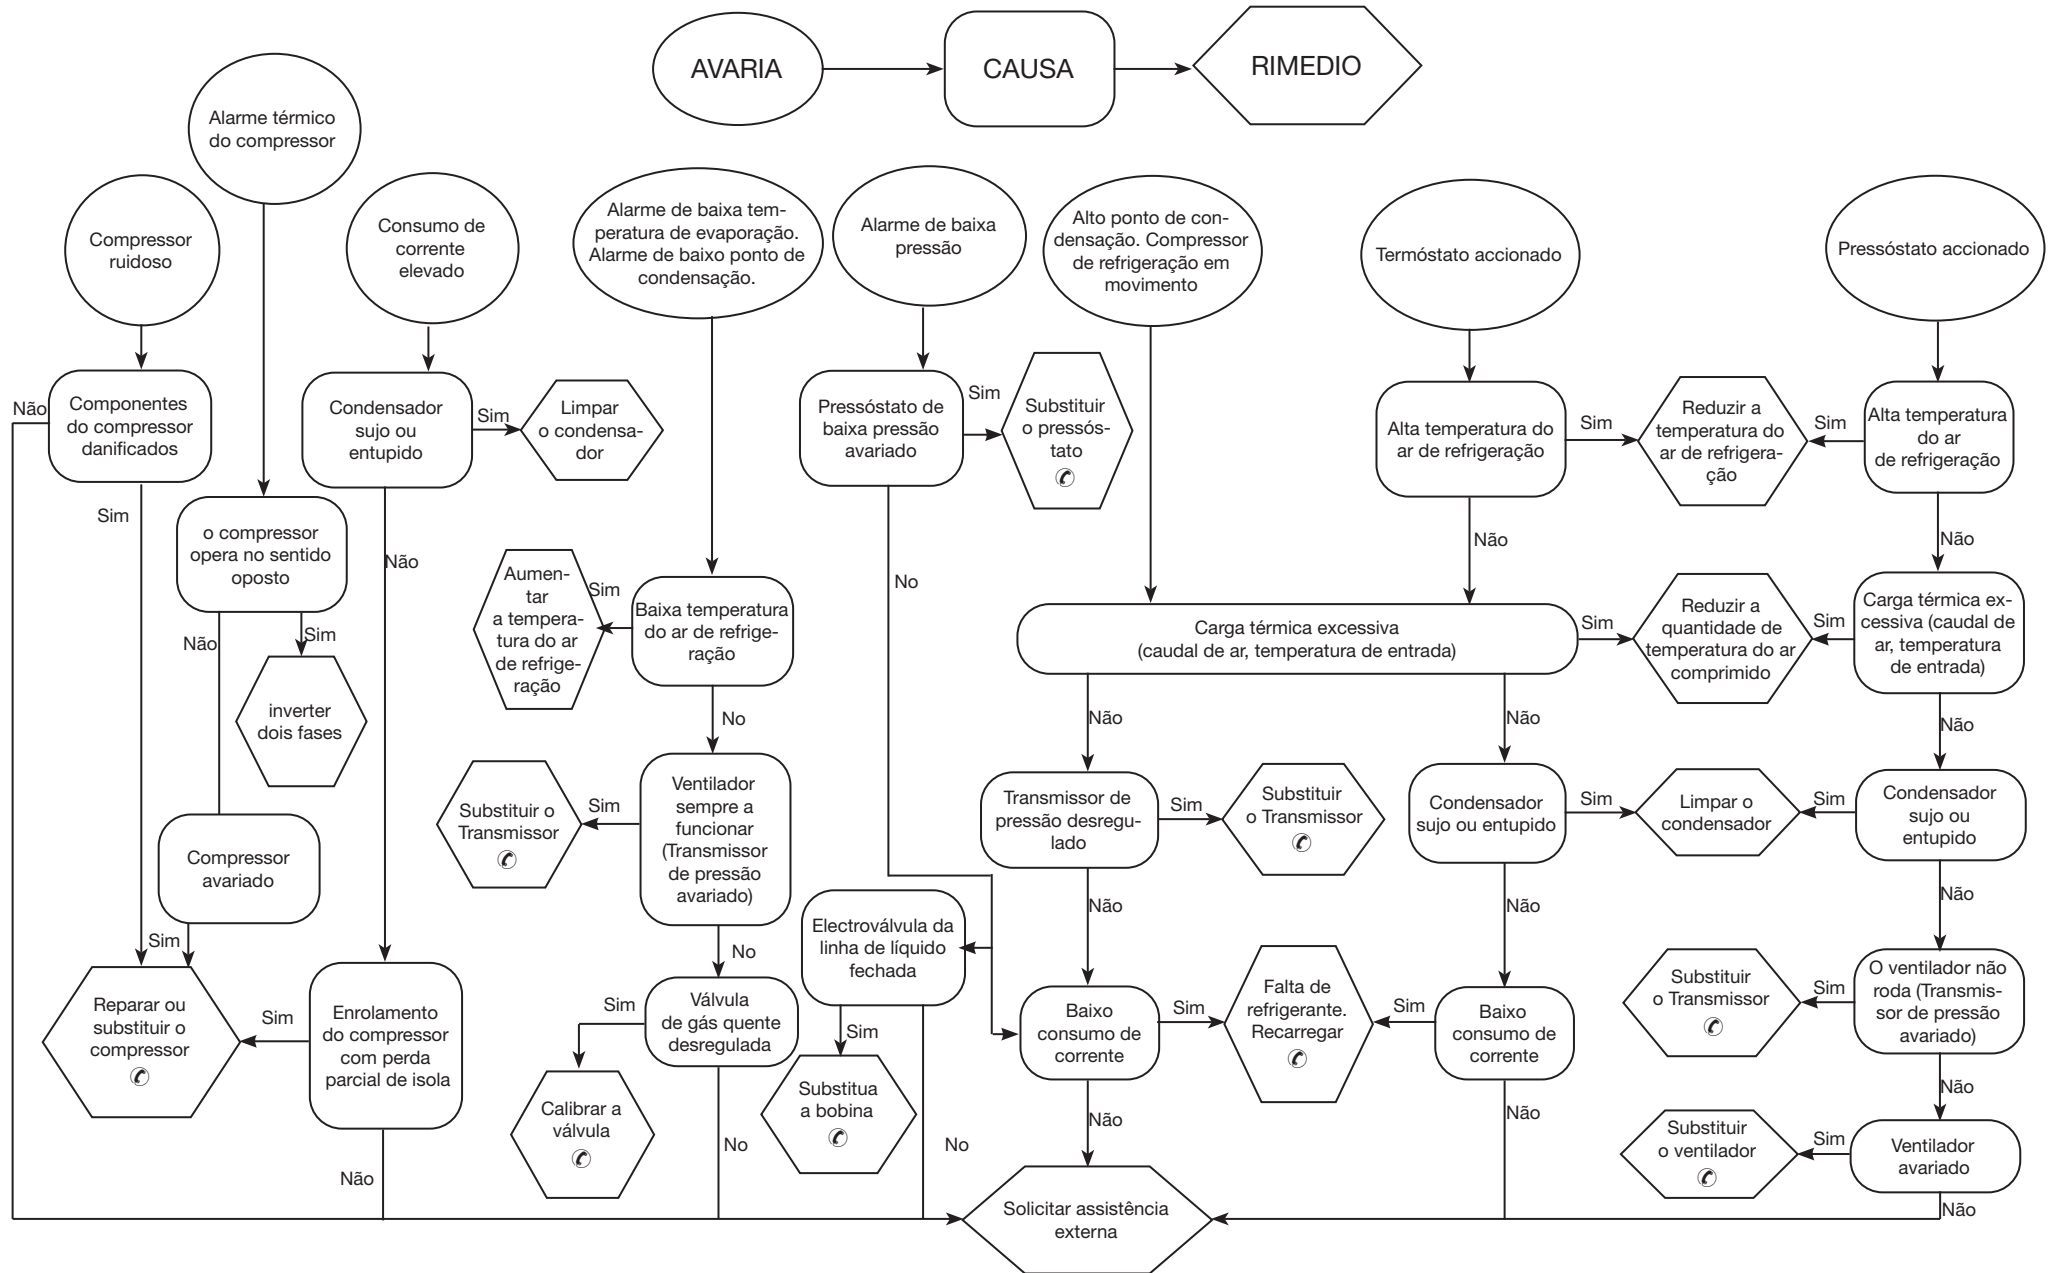 AVARIA
CAUSA
RIMEDIO
Alarme térmico
do compressor
Compressor
ruidoso
Consumo de
corrente
elevado
Alarme de baixa tem-
peratura de evaporação.
Alarme de baixo ponto de
condensação.
Alarme de baixa
pressão
Alto ponto de con-
densação. Compressor
de refrigeração em
movimento
Termóstato accionado
Pressóstato accionado
Não
Componentes
do compressor
danificados
Sim
Condensador
sujo ou
entupido
Sim
Limpar
o condensa-
dor
Pressóstato de
baixa pressão
avariado
Sim
Substituir
o pressós-
tato
Alta temperatura do
ar de refrigeração
Sim
Reduzir a
temperatura do
ar de refrigera-
ção
Sim
Alta temperatura
do ar
de refrigeração
o compressor
opera no sentido
oposto
Não
Sim
inverter
dois fases
Não
Aumen-
tar
a tempera-
tura do ar
de refrige-
ração
Sim
Baixa temperatura
do ar de refrige-
ração
No
No
Não
Não
Carga térmica excessiva
(caudal de ar, temperatura de entrada)
Sim
Reduzir a
quantidade de
temperatura do ar
comprimido
Sim
Carga térmica ex-
cessiva (caudal de
ar, temperatura
de entrada)
Não
Não
Não
Substituir o
Transmissor
Sim
Ventilador
sempre a
funcionar
(Transmissor
de pressão
avariado)
Transmissor de
pressão desregu-
lado
Sim
Substituir
o Transmissor
Condensador
sujo ou entupido
Sim
Limpar o
condensador
Sim
Condensador
sujo ou
entupido
Compressor
avariado
Sim
No
Electroválvula da
linha de líquido
fechada
Não
Não
Não
Reparar ou
substituir o
compressor
Sim
Enrolamento
do compressor
com perda
parcial de isola
Sim
Válvula
de gás quente
desregulada
Sim
Baixo
consumo de
corrente
Sim
Falta de
refrigerante.
Recarregar
Sim
Baixo
consumo de
corrente
Substituir
o Transmissor
Sim
O ventilador não
roda (Transmis-
sor de pressão
avariado)
Calibrar a
válvula
Substitua
a bobina
Não
Não
Não
Não
No
No
Substituir
o ventilador
Sim
Ventilador
avariado
Solicitar assistência
externa
Não